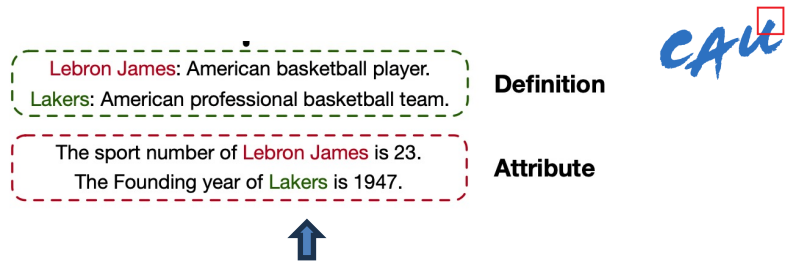 CAU
Lebron James: American basketball player.
Lakers: American professional basketball team.
Definition
The sport number of Lebron James is 23.
The Founding year of Lakers is 1947.
Attribute